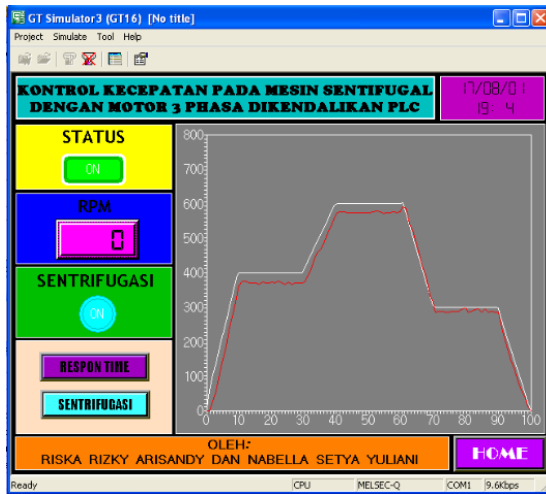 GT Simulator3 (GT16) [No title]
Project Simulate Tool Help
KONTROL KECEPATAN PADA MESIN SENTIFUGAL
DENGAN MOTOR 3 PHASA DIKENDALIKAN PLC
17/08/01
19: 4
STATUS
ON
RPM
0
SENTRIFUGASI
ON
RESPON TIME
SENTRIFUGASI
800
700
600
500
400
300
200
100
0
0 10 20 30 40 50 60 70 80 90 100
OLEH:
RISKA RIZKY ARISANDY DAN NABELLA SETYA YULIANI
HOME
Ready CPU MELSEC-Q COM1 9.6Kbps